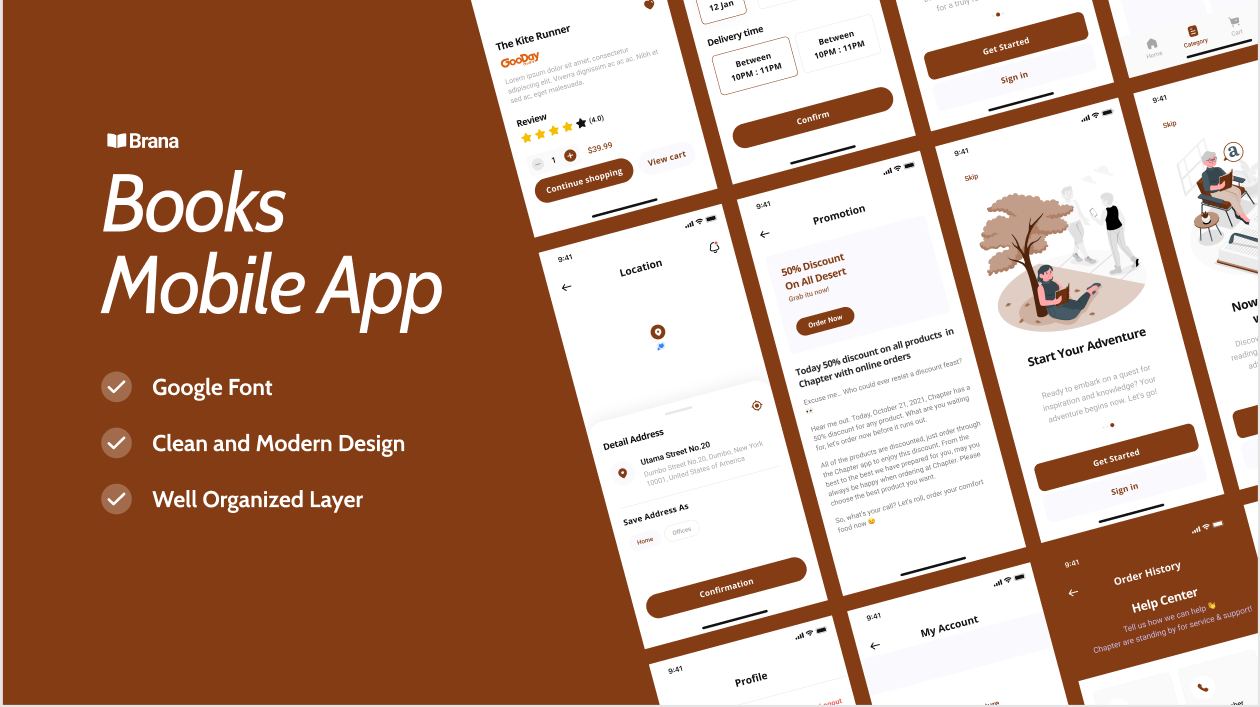 Brana
Books
Mobile App
Google Font
Clean and Modern Design
Well Organized Layer
The Kite Runner
GooDay
Lorem ipsum dolor sit amet, consectetur
adipiscing elit. Viverra dignissim ac ac ac. Nibh et
sed ac, eget malesuada.
Review
(4.0)
1
$39.99
Continue shopping
View cart
12 Jan
Delivery time
Between
10PM : 11PM
Between
10PM : 11PM
Confirm
for a truly
Get Started
Sign in
Home
Category
Cart
9:41
Location
Detail Address
Utama Street No.20
Dumbo Street No.20, Dumbo, New York
10001, United States of America
Save Address As
Home
Offices
Confirmation
9:41
Promotion
50% Discount
On All Desert
Grab itu now!
Order Now
Today 50% discount on all products in
Chapter with online orders
Excuse me... Who could ever resist a discount feast?
👀
Hear me out. Today, October 21, 2021, Chapter has a
50% discount for any product. What are you waiting
for, let's order now before it runs out.
All of the products are discounted, just order through
the Chapter app to enjoy this discount. From the
best to the best we have prepared for you, may you
always be happy when ordering at Chapter. Please
choose the best product you want.
So, what's your call? Let's roll, order your comfort
food now 😉
9:41
Skip
Start Your Adventure
Ready to embark on a quest for
inspiration and knowledge? Your
adventure begins now. Let's go!
Get Started
Sign in
9:41
Skip
a
Now
reading
9:41
Profile
Logout
9:41
My Account
9:41
Order History
Help Center
Tell us how we can help 👋
Chapter are standing by for service & support!